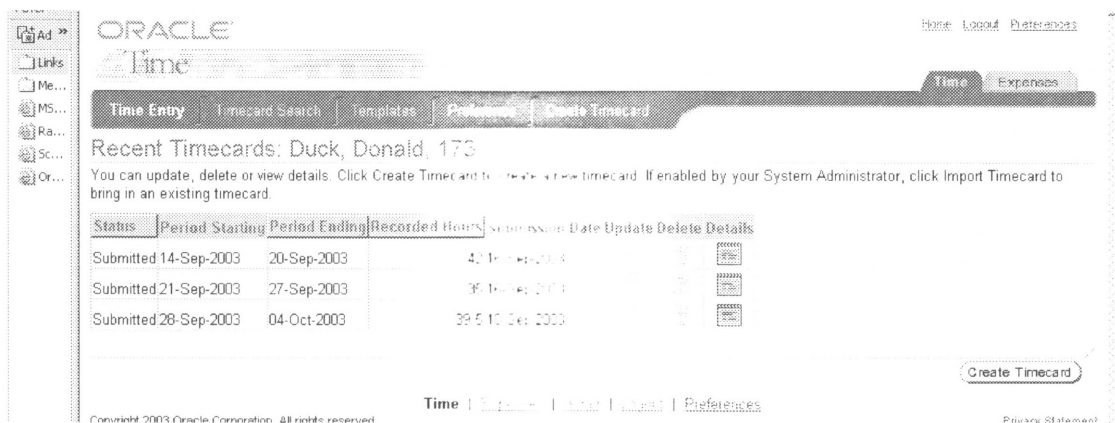 Home Logout Preferences
Ad »
ORACLE
Links
Time
Me...
Time Expenses
MS...
Time Entry Timecard Search Templates Preferences Create Timecard
Ra...
Recent Timecards: Duck, Donald, 173
Sc...
Or...
You can update, delete or view details. Click Create Timecard to create a new timecard. If enabled by your System Administrator, click Import Timecard to
bring in an existing timecard.
Status Period Starting Period Ending Recorded Hours Submission Date Update Delete Details
Submitted 14-Sep-2003 20-Sep-2003
Submitted 21-Sep-2003 27-Sep-2003
Submitted 28-Sep-2003 04-Oct-2003 39.5
Create Timecard
Time | | | | Preferences
Copyright 2003 Oracle Corporation. All rights reserved.
Privacy Statement